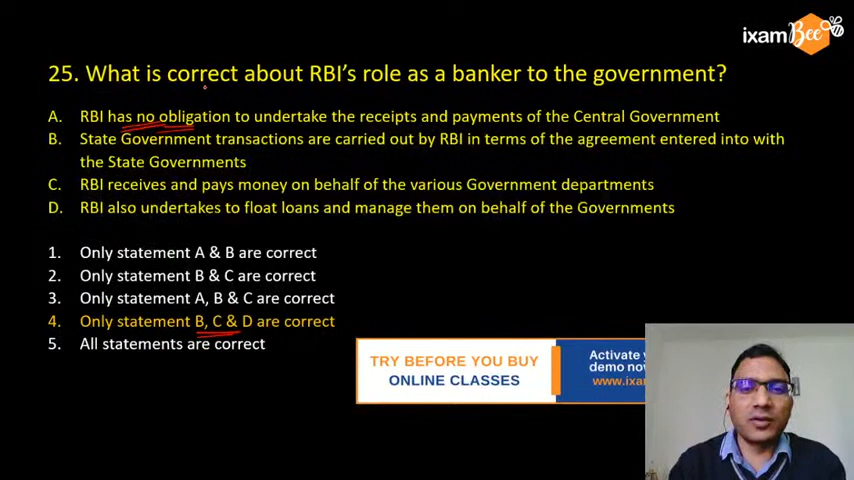 ixamBee
25. What is correct about RBI's role as a banker to the government?
A. RBI has no obligation to undertake the receipts and payments of the Central Government
B. State Government transactions are carried out by RBI in terms of the agreement entered into with
the State Governments
C. RBI receives and pays money on behalf of the various Government departments
D. RBI also undertakes to float loans and manage them on behalf of the Governments
1. Only statement A & B are correct
2. Only statement B & C are correct
3. Only statement A, B & C are correct
4. Only statement B, C & D are correct
5. All statements are correct
TRY BEFORE YOU BUY
ONLINE CLASSES
Activate
demo now
www.ixam